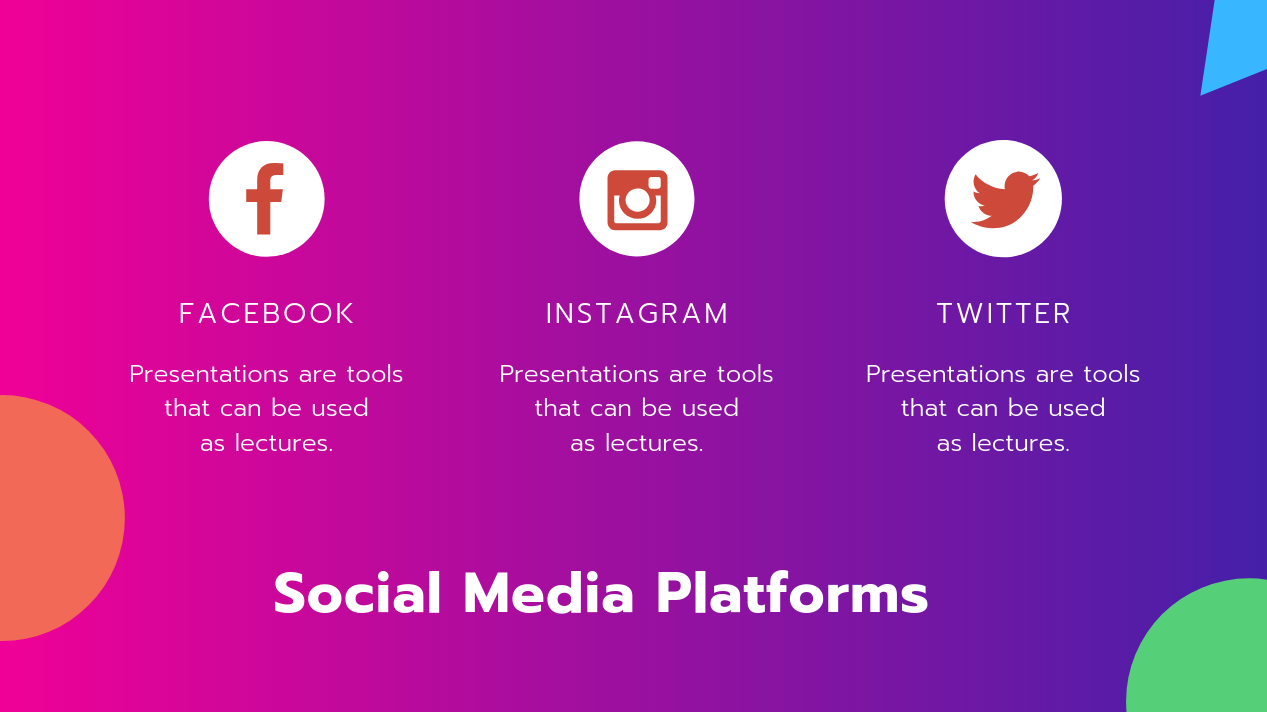 FACEBOOK
Presentations are tools
that can be used
as lectures.
INSTAGRAM
Presentations are tools
that can be used
as lectures.
TWITTER
Presentations are tools
that can be used
as lectures.
Social Media Platforms